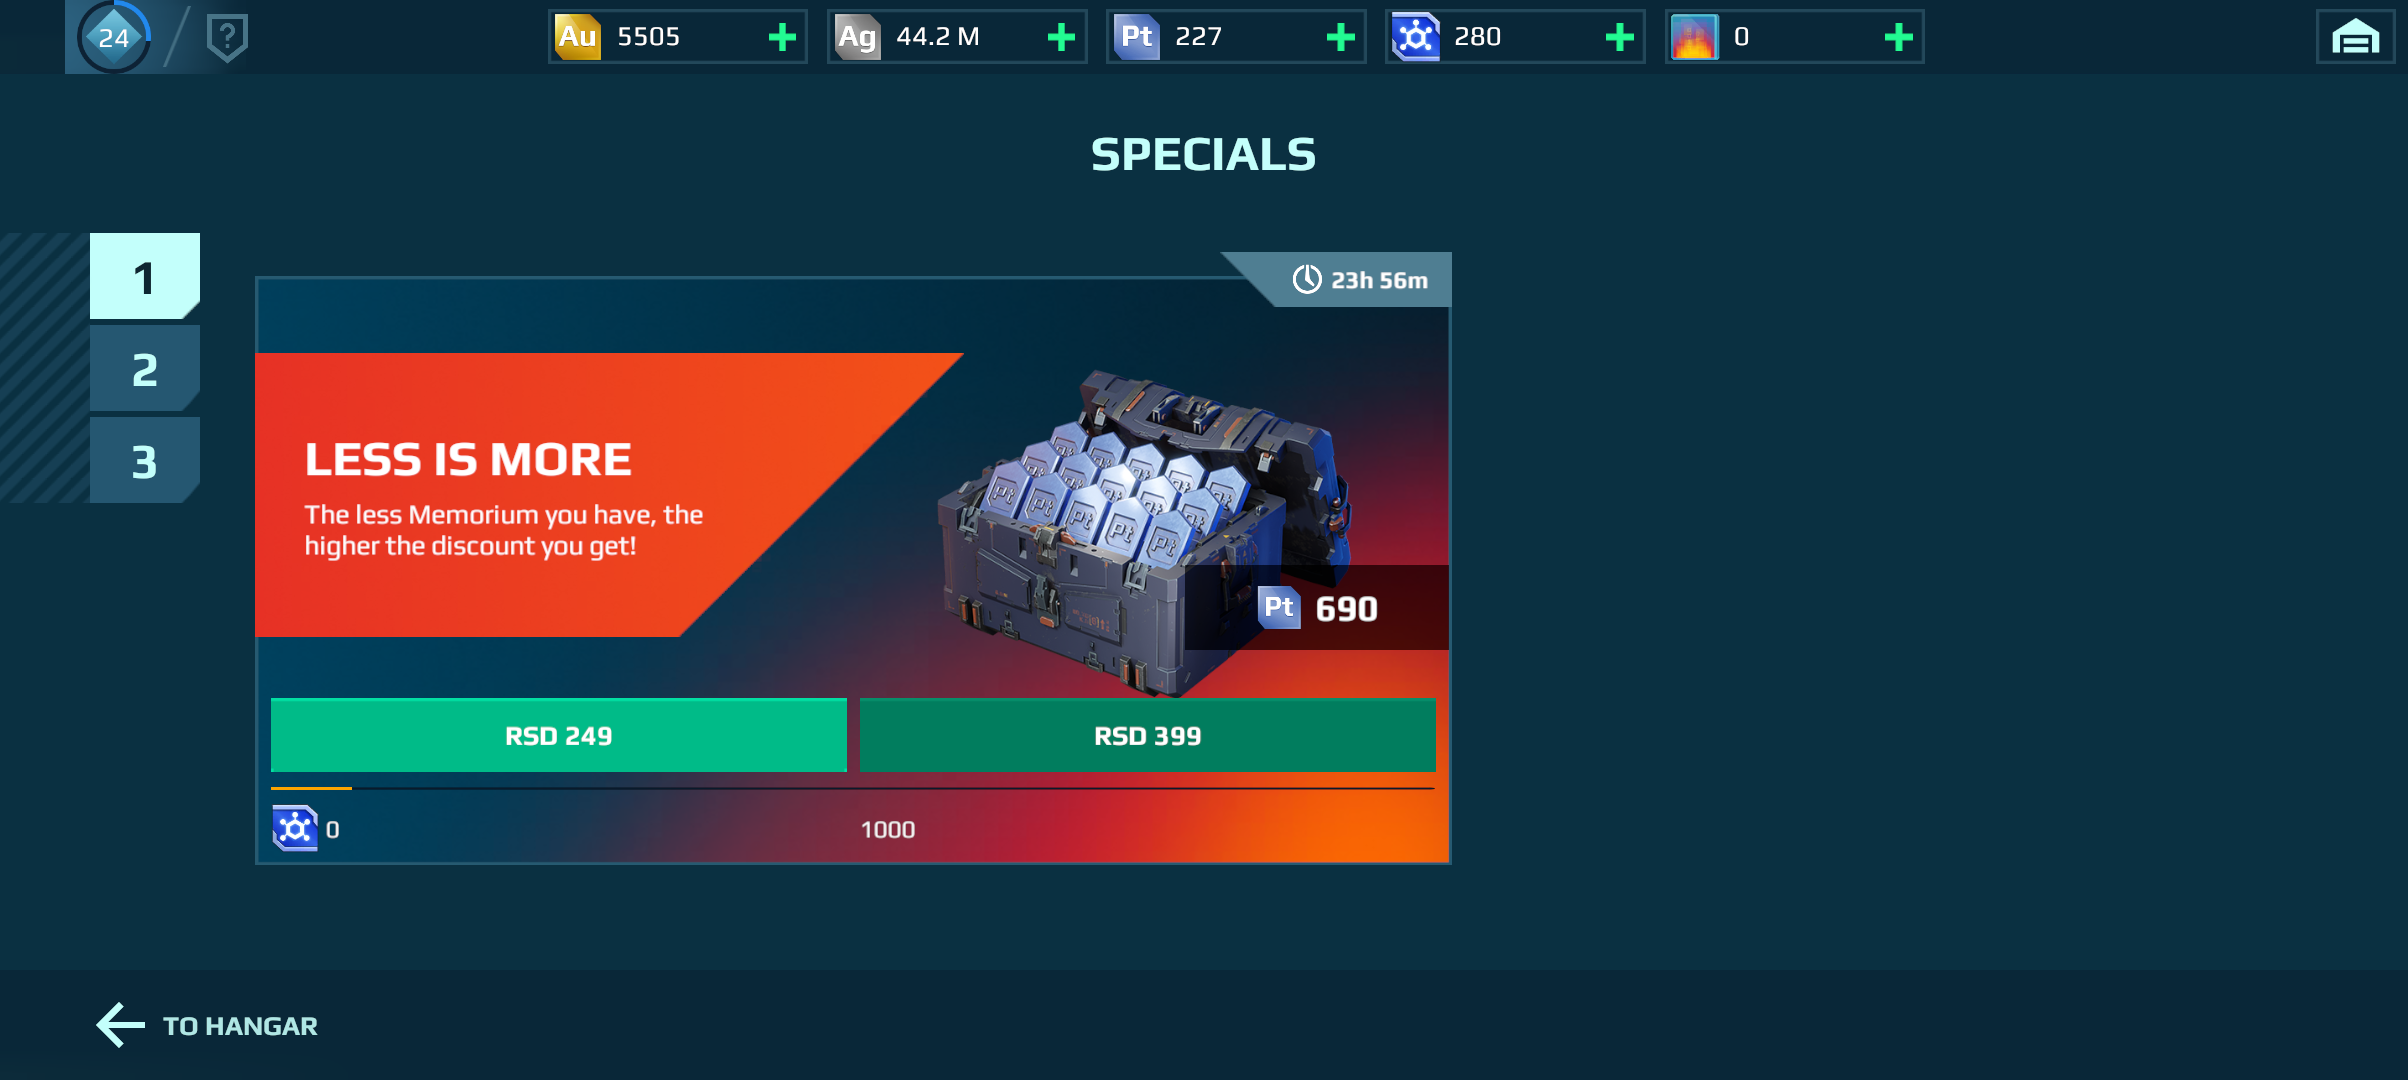 24
?
Au 5505
Ag 44.2 M
Pt 227
280
0
SPECIALS
1
2
3
23h 56m
LESS IS MORE
The less Memorium you have, the
higher the discount you get!
Pt 690
RSD 249
RSD 399
0
1000
TO HANGAR